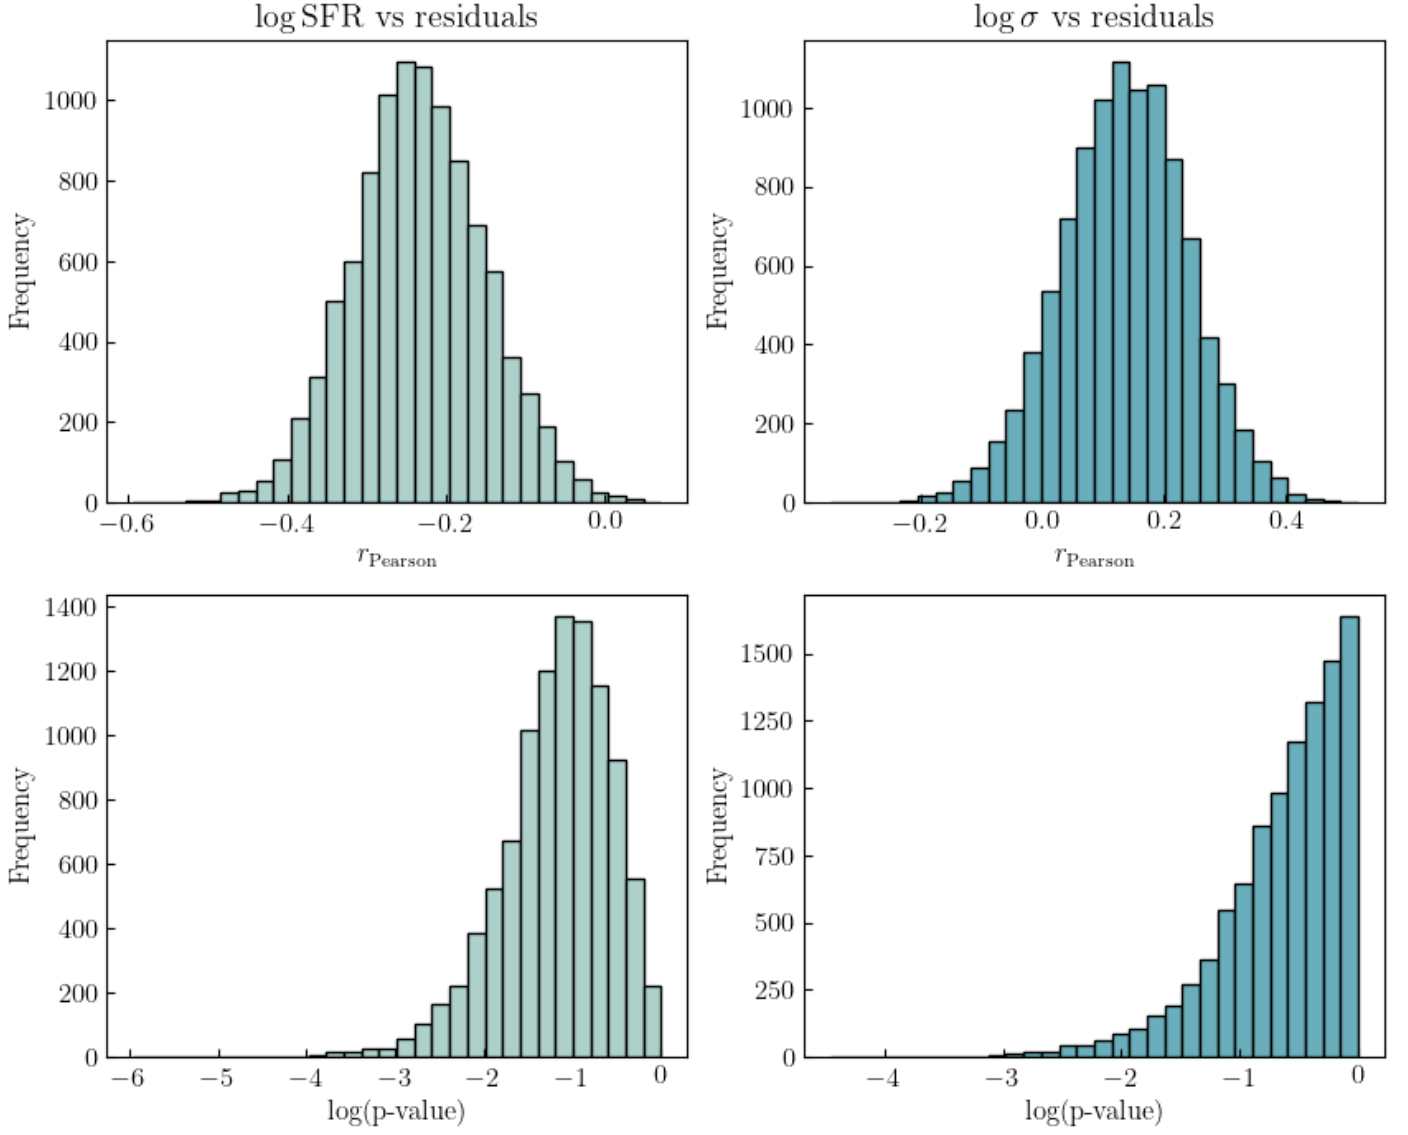 log SFR vs residuals
1000
800
600
400
200
0
Frequency
−0.6 −0.4 −0.2 0.0
r_Pearson
log σ vs residuals
1000
800
600
400
200
0
Frequency
−0.2 0.0 0.2 0.4
r_Pearson
1400
1200
1000
800
600
400
200
0
Frequency
−6 −5 −4 −3 −2 −1 0
log(p-value)
1500
1250
1000
750
500
250
0
Frequency
−4 −3 −2 −1 0
log(p-value)